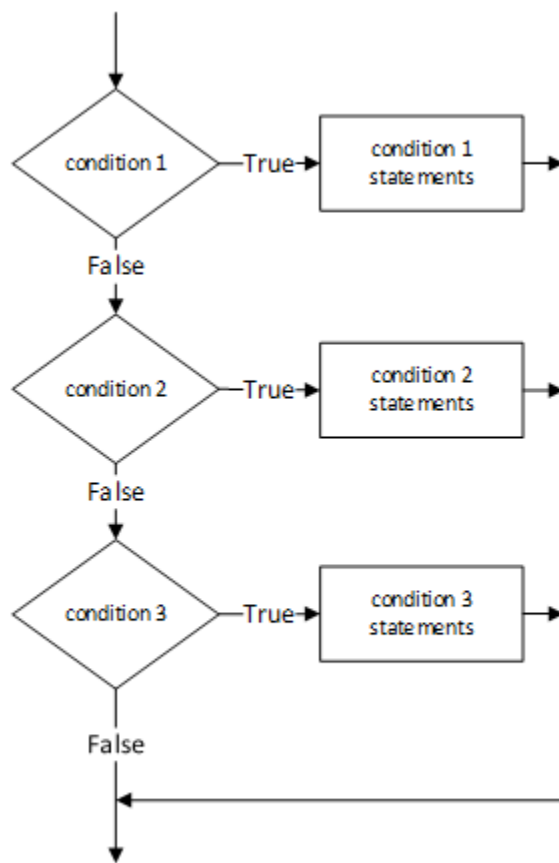 condition 1
True
condition 1
statements
False
condition 2
True
condition 2
statements
False
condition 3
True
condition 3
statements
False